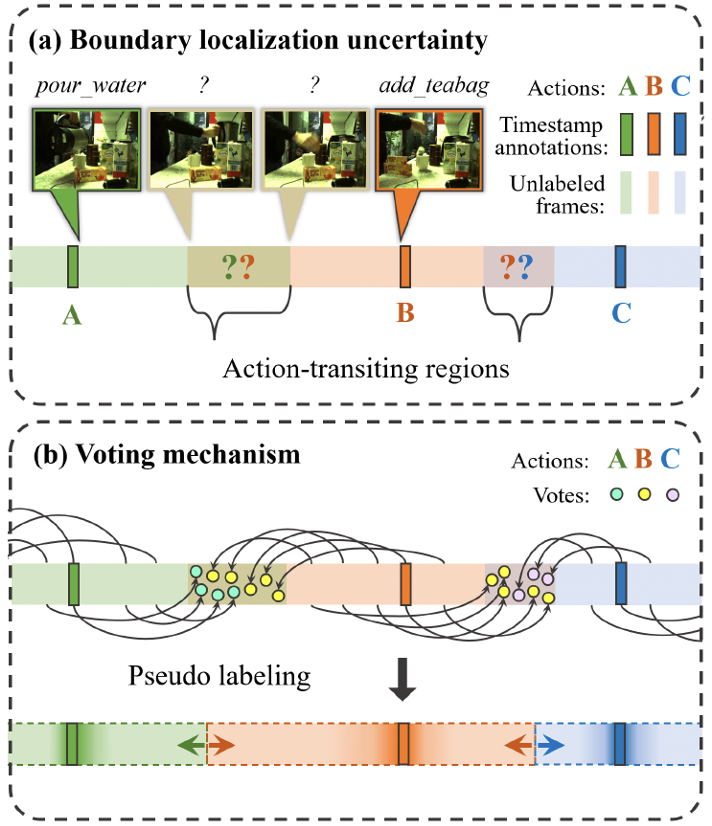 (a) Boundary localization uncertainty
pour_water ? ? add_teabag
Actions: A B C
Timestamp
annotations:
Unlabeled
frames:
?? ??
A B C
Action-transiting regions
(b) Voting mechanism
Actions: A B C
Votes:
Pseudo labeling